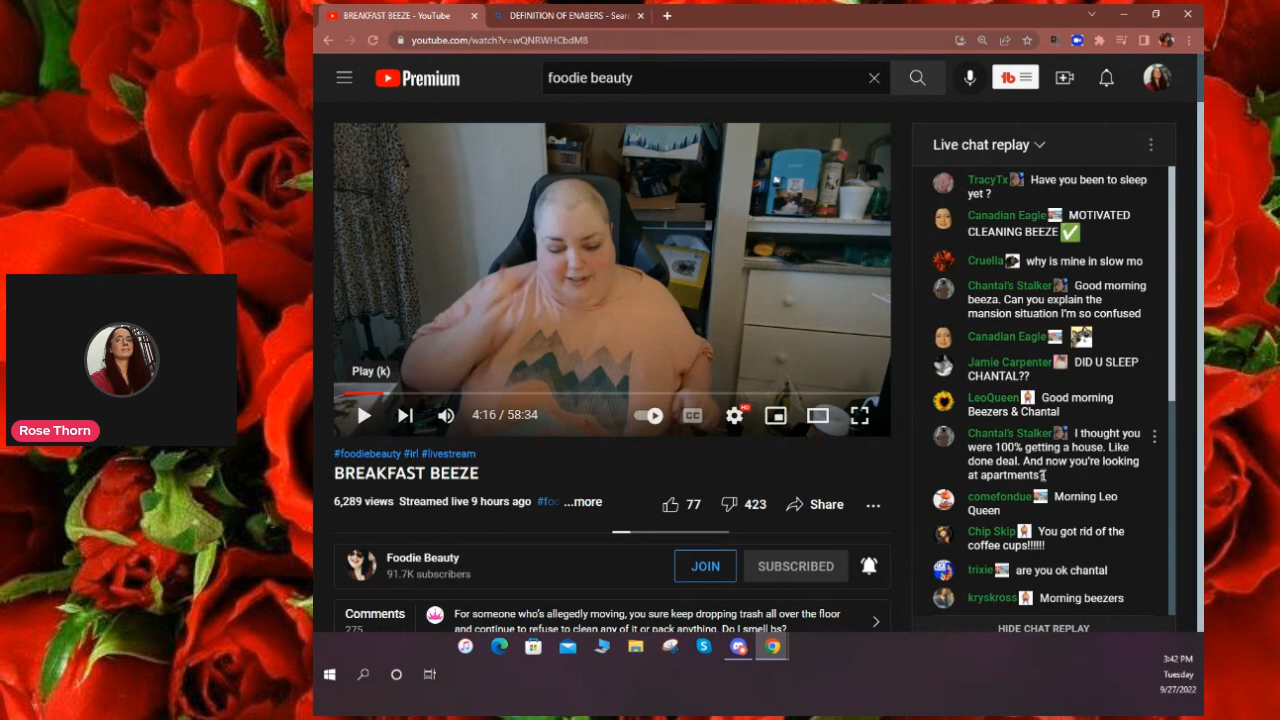 BREAKFAST BEEZE - YouTube
DEFINITION OF ENABERS - Sear
youtube.com/watch?v=wQNRWHCbdM8
Premium
foodie beauty
Live chat replay
TracyTx Have you been to sleep
yet ?
Canadian Eagle MOTIVATED
CLEANING BEEZE
Cruella why is mine in slow mo
Chantal's Stalker Good morning
beeza. Can you explain the
mansion situation I'm so confused
Canadian Eagle
Jamie Carpenter DID U SLEEP
CHANTAL??
LeoQueen Good morning
Beezers & Chantal
Chantal's Stalker I thought you
were 100% getting a house. Like
done deal. And now you're looking
at apartments?
comefondue Morning Leo
Queen
Chip Skip You got rid of the
coffee cups!!!!!!
trixie are you ok chantal
kryskross Morning beezers
HIDE CHAT REPLAY
Play (k)
4:16 / 58:34
CC
HD
#foodiebeauty #irl #livestream
BREAKFAST BEEZE
6,289 views Streamed live 9 hours ago #foo ...more
77
423
Share
Foodie Beauty
91.7K subscribers
JOIN
SUBSCRIBED
Comments
275
For someone who's allegedly moving, you sure keep dropping trash all over the floor
and continue to refuse to clean any of it or pack anything. Do I smell ba?
Rose Thorn
3:42 PM
Tuesday
9/27/2022